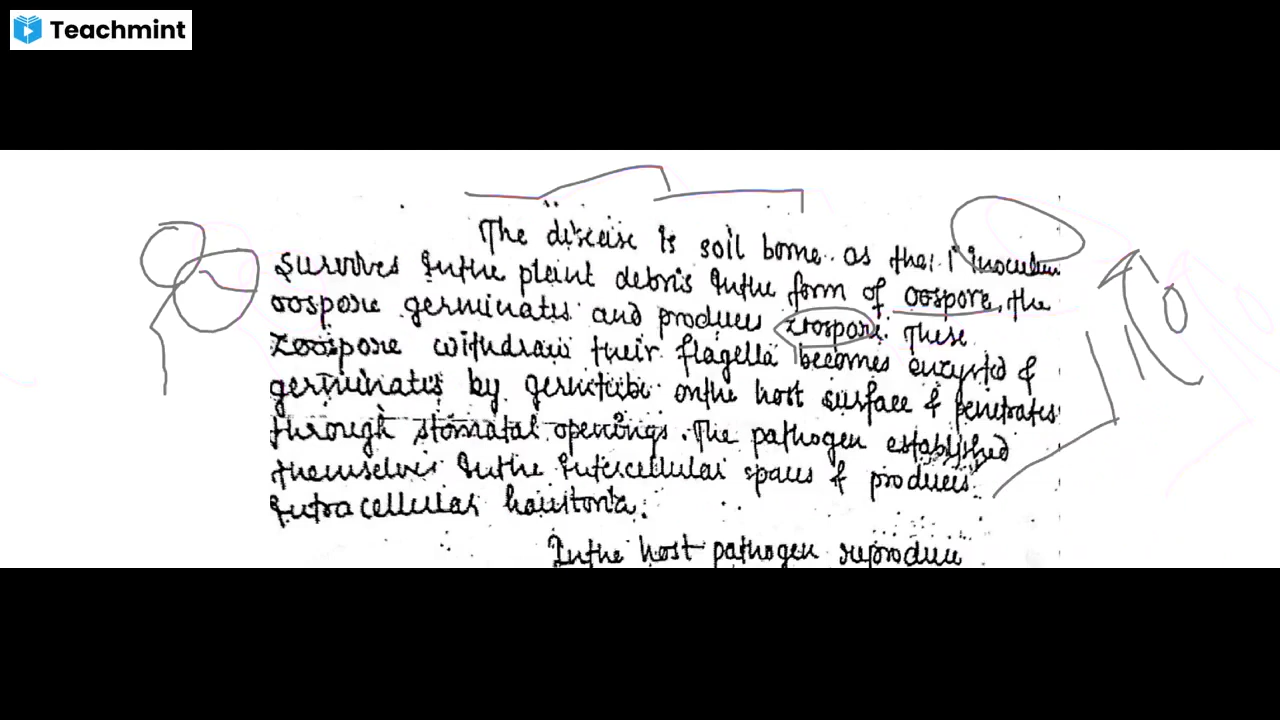 Teachmint
The disease is soil borne as the 1° inoculum
survives in the plant debris in the form of oospore, the
oospore germinates and produces zoospore. These
zoospore withdraw their flagella becomes encysted &
germinates by germtube on the host surface & penetrates
through stomatal openings. The pathogen established
themselves in the intercellular spaces & produces
intracellular haustoria.
In the host pathogen reproduce